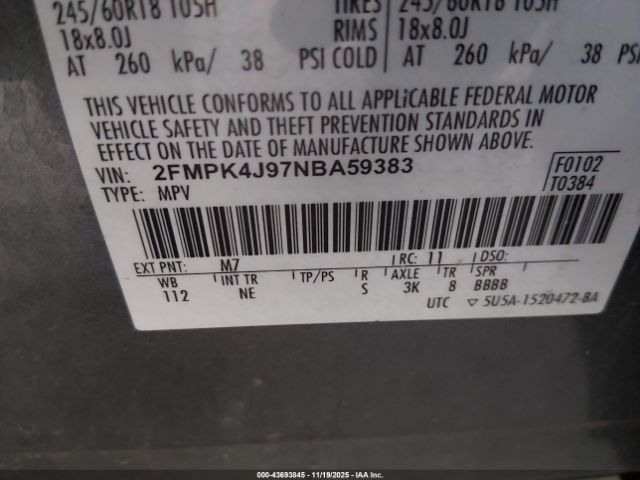 245/60R18 105H TIRES 245/60R18 105H
18x8.0J RIMS 18x8.0J
AT 260 kPa/ 38 PSI COLD AT 260 kPa/ 38 PSI
THIS VEHICLE CONFORMS TO ALL APPLICABLE FEDERAL MOTOR
VEHICLE SAFETY AND THEFT PREVENTION STANDARDS IN
EFFECT ON THE DATE OF MANUFACTURE SHOWN ABOVE.
VIN: 2FMPK4J97NBA59383 F0102
TYPE: MPV T0384
EXT PNT: M7 RC: 11 DSO:
WB INT TR TP/PS R AXLE TR SPR
112 NE S 3K 8 BBBB
UTC ▽ 5U5A-1520472-BA
000-43693845 - 11/19/2025 - IAAI.COM